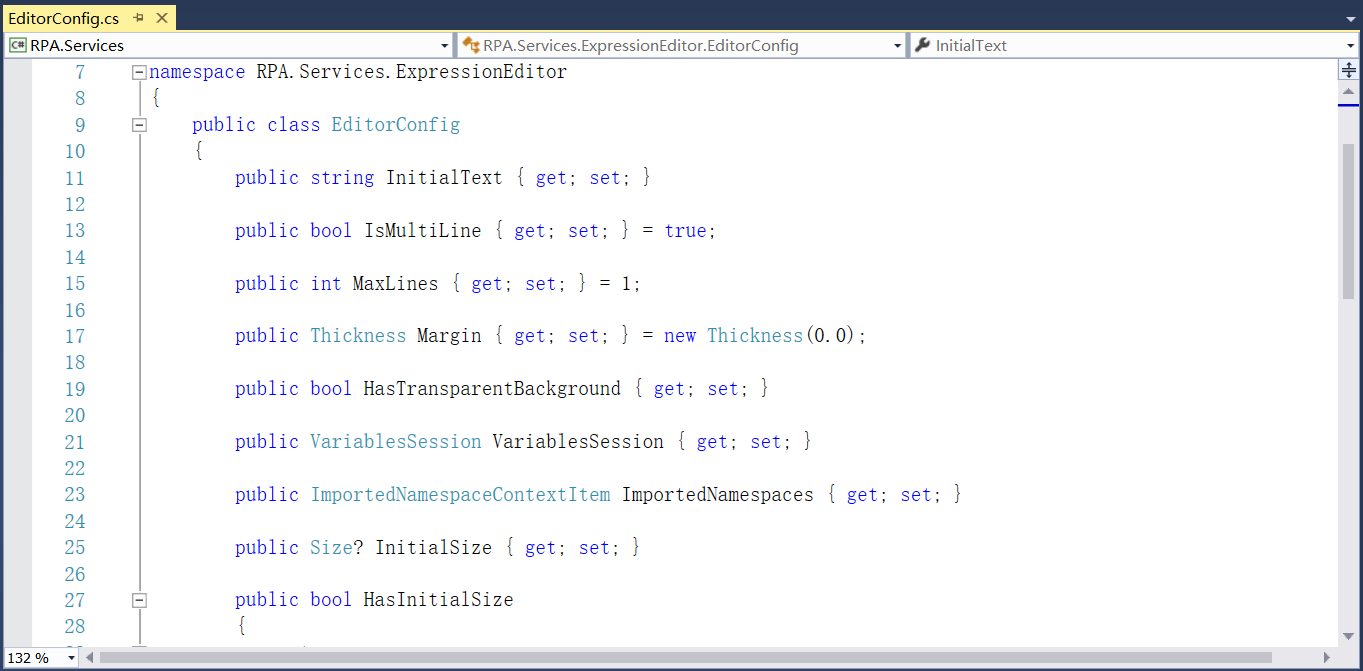 EditorConfig.cs
RPA.Services RPA.Services.ExpressionEditor.EditorConfig InitialText
7 namespace RPA.Services.ExpressionEditor
8 {
9 public class EditorConfig
10 {
11 public string InitialText { get; set; }
12
13 public bool IsMultiLine { get; set; } = true;
14
15 public int MaxLines { get; set; } = 1;
16
17 public Thickness Margin { get; set; } = new Thickness(0.0);
18
19 public bool HasTransparentBackground { get; set; }
20
21 public VariablesSession VariablesSession { get; set; }
22
23 public ImportedNamespaceContextItem ImportedNamespaces { get; set; }
24
25 public Size? InitialSize { get; set; }
26
27 public bool HasInitialSize
28 {
132 %